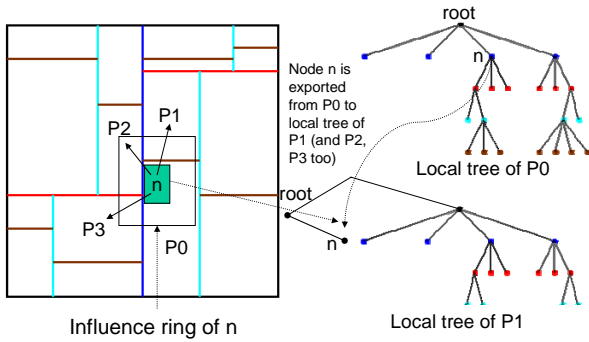 P2
P1
n
P3
P0
Influence ring of n
Node n is
exported
from P0 to
local tree of
P1 (and P2,
P3 too)
root
n
Local tree of P0
root
n
Local tree of P1